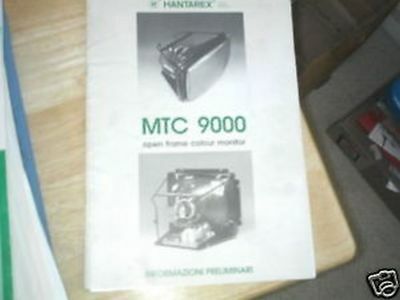 HANTAREX
MTC 9000
open frame colour monitor
INFORMAZIONI PRELIMINARI